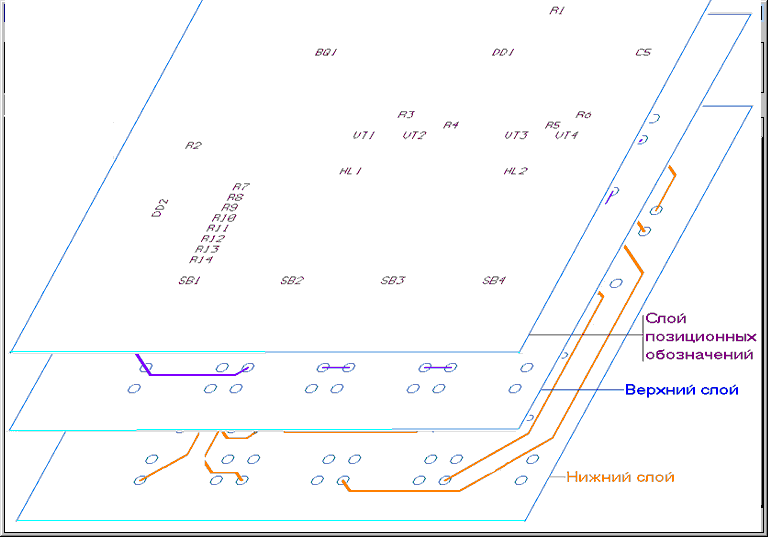 R1
BQ1 DD1 C5
R3 R6
R4 R5
VT1 VT2 VT3 VT4
R2
HL1 HL2
R7
R8
DD2 R9
R10
R11
R12
R13
R14
SB1 SB2 SB3 SB4
Слой
позиционных
обозначений
Верхний слой
Нижний слой